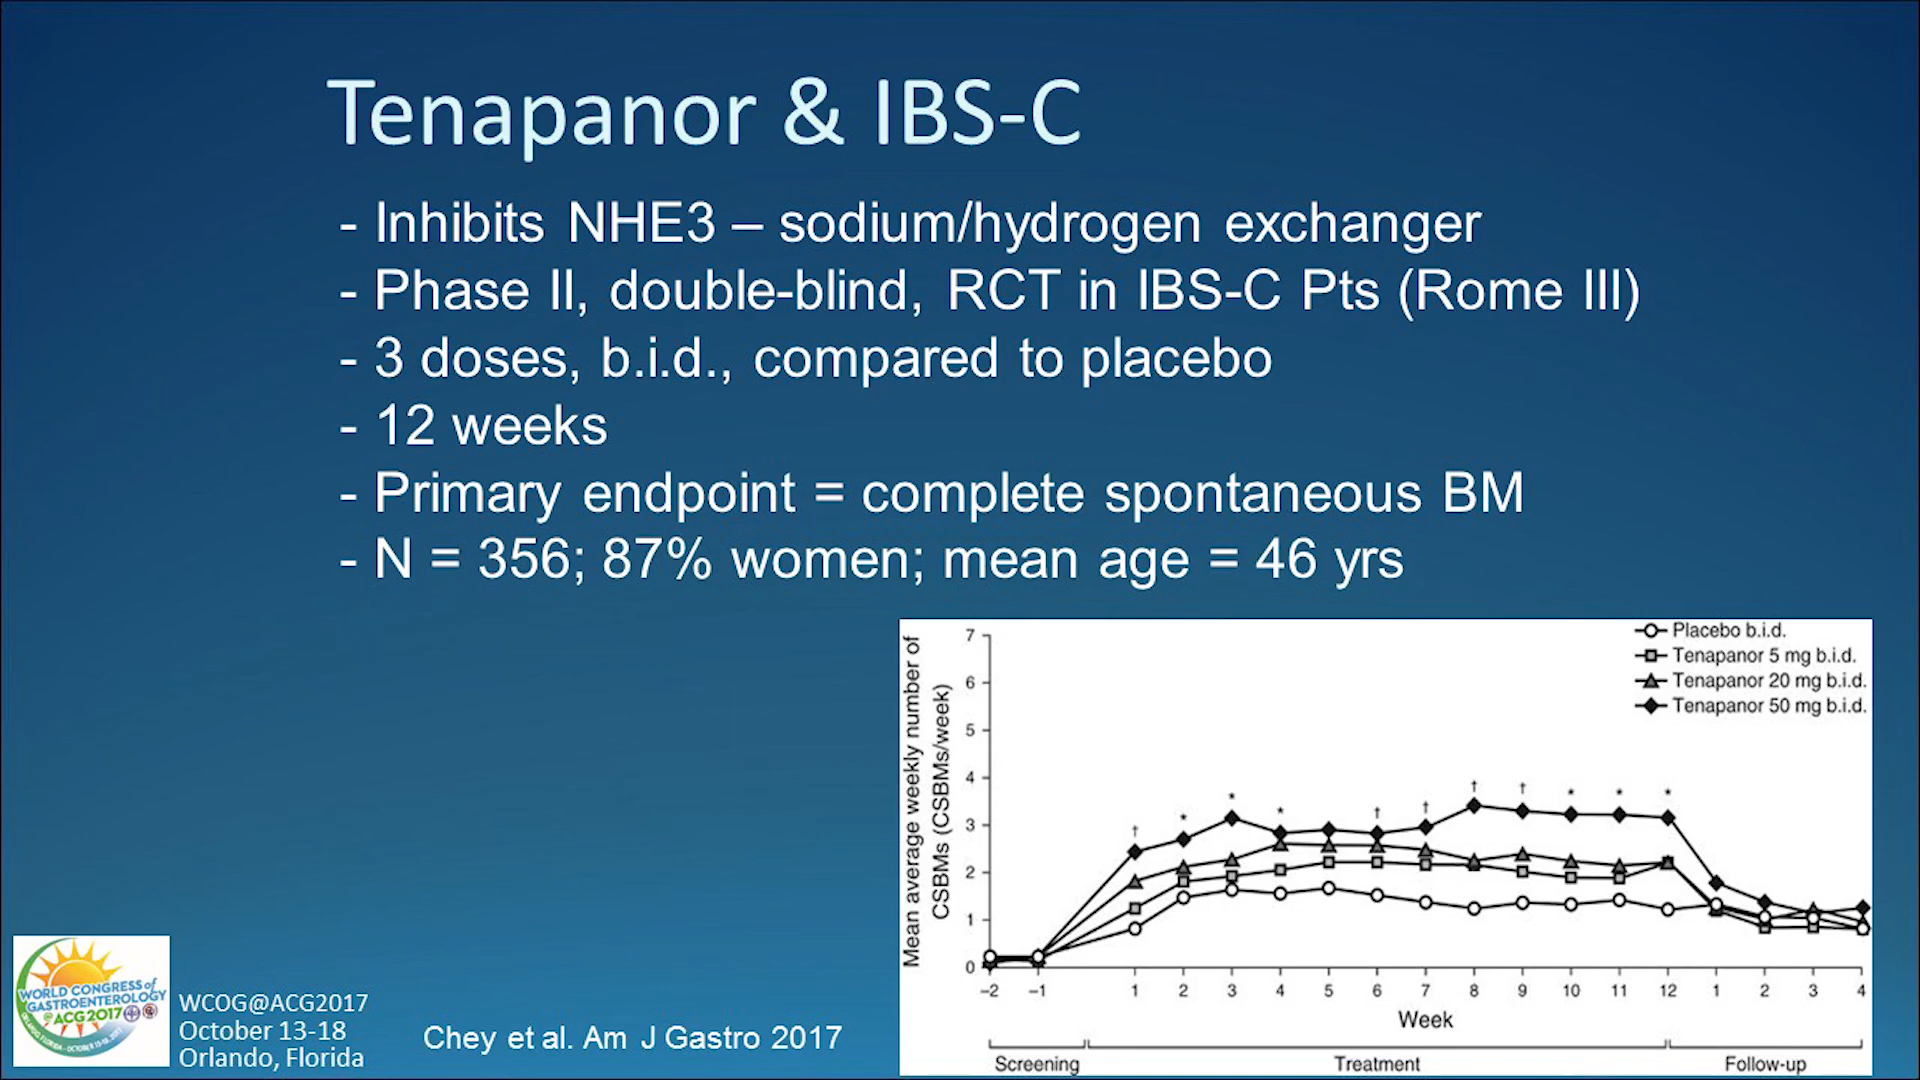 Tenapanor & IBS-C
- Inhibits NHE3 – sodium/hydrogen exchanger
- Phase II, double-blind, RCT in IBS-C Pts (Rome III)
- 3 doses, b.i.d., compared to placebo
- 12 weeks
- Primary endpoint = complete spontaneous BM
- N = 356; 87% women; mean age = 46 yrs
Mean average weekly number of
CSBMs (CSBMs/week)
7
6
5
4
3
2
1
0
Placebo b.i.d.
Tenapanor 5 mg b.i.d.
Tenapanor 20 mg b.i.d.
Tenapanor 50 mg b.i.d.
† * * * † † † † * * *
–2 –1 1 2 3 4 5 6 7 8 9 10 11 12 1 2 3 4
Week
Screening Treatment Follow-up
WORLD CONGRESS of
GASTROENTEROLOGY
@ACG2017
WCOG@ACG2017
October 13-18
Orlando, Florida
Chey et al. Am J Gastro 2017